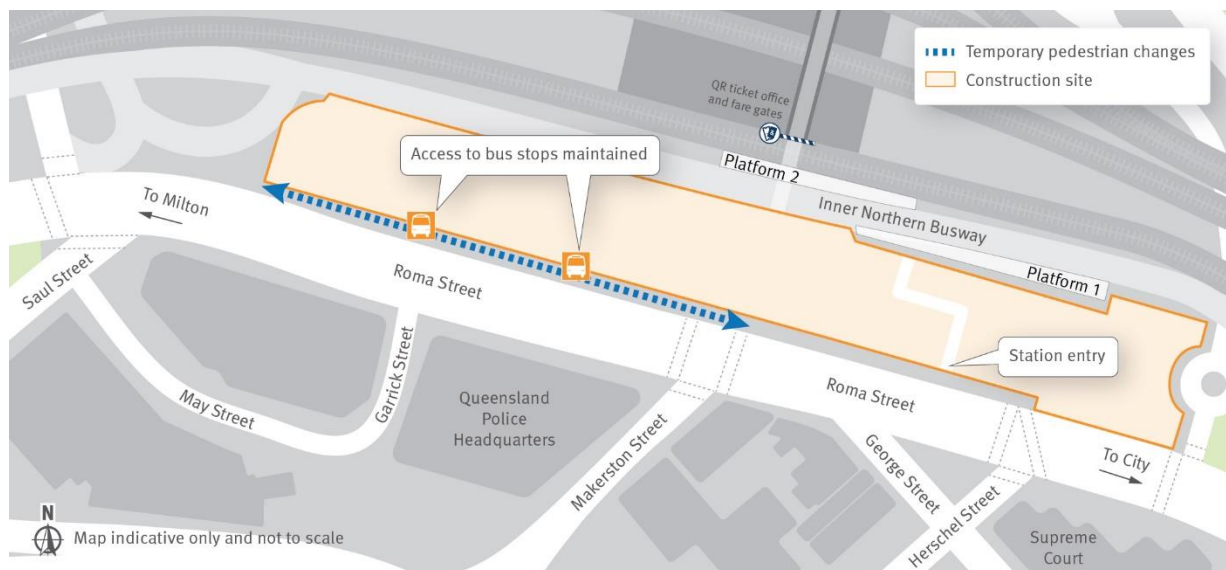 Temporary pedestrian changes
Construction site
QR ticket office
and fare gates
Access to bus stops maintained
Platform 2
Inner Northern Busway
Platform 1
To Milton
Saul Street
Roma Street
Station entry
May Street
Garrick Street
Queensland
Police
Headquarters
Makerston Street
Roma Street
George Street
To City
Herschel Street
Supreme
Court
N
Map indicative only and not to scale